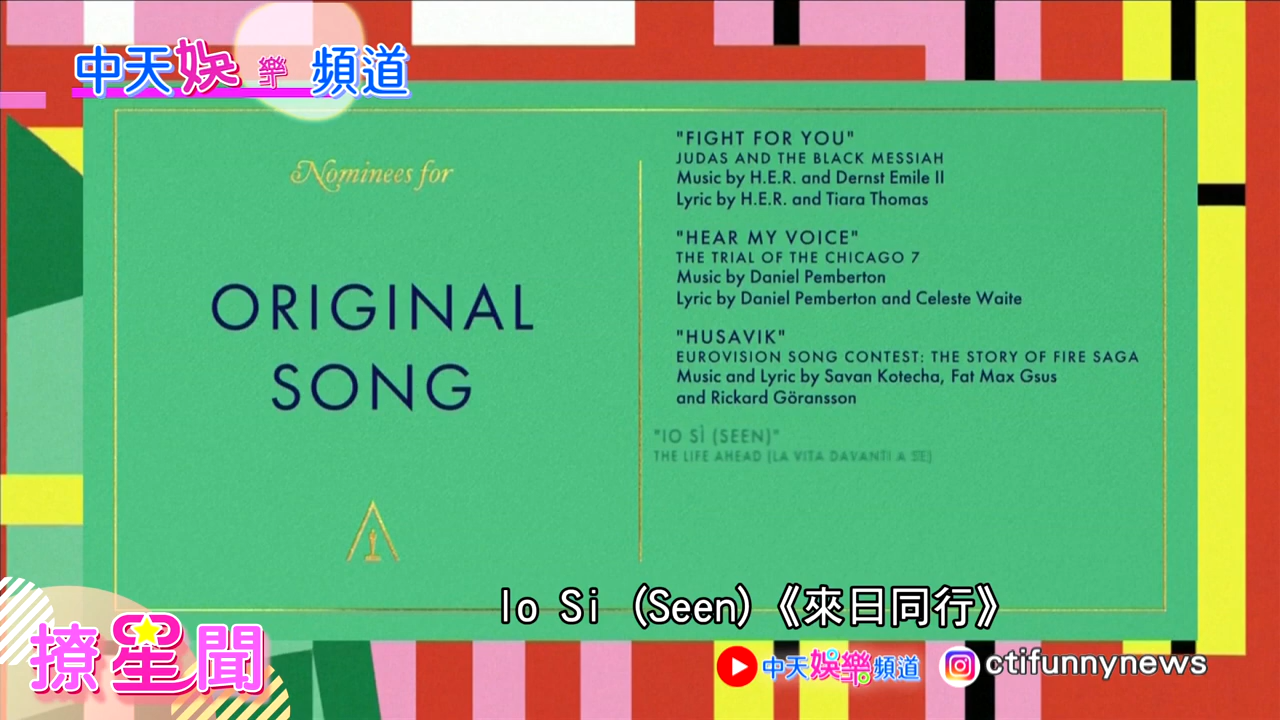 中天娛樂頻道
Nominees for
ORIGINAL
SONG
"FIGHT FOR YOU"
JUDAS AND THE BLACK MESSIAH
Music by H.E.R. and Dernst Emile II
Lyric by H.E.R. and Tiara Thomas
"HEAR MY VOICE"
THE TRIAL OF THE CHICAGO 7
Music by Daniel Pemberton
Lyric by Daniel Pemberton and Celeste Waite
"HUSAVIK"
EUROVISION SONG CONTEST: THE STORY OF FIRE SAGA
Music and Lyric by Savan Kotecha, Fat Max Gsus
and Rickard Göransson
"IO SÌ (SEEN)"
THE LIFE AHEAD (LA VITA DAVANTI A SE)
Io Si (Seen)《來日同行》
撩星聞
中天娛樂頻道
ctifunnynews